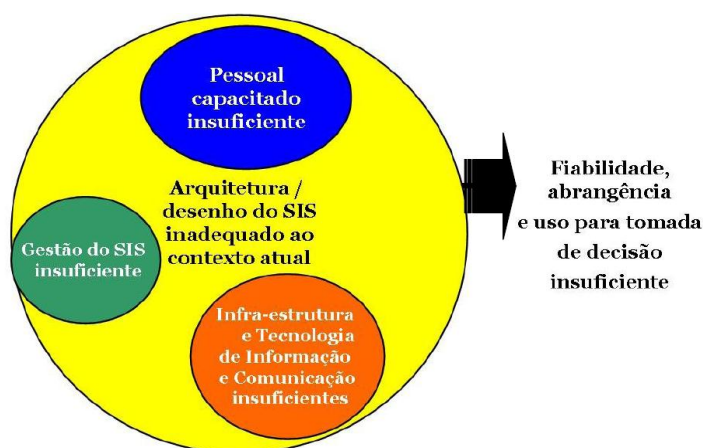 Pessoal
capacitado
insuficiente
Arquitetura /
desenho do SIS
inadequado ao
contexto atual
Gestão do SIS
insuficiente
Infra-estrutura
e Tecnologia
de Informação
e Comunicação
insuficientes
Fiabilidade,
abrangência
e uso para tomada
de decisão
insuficiente